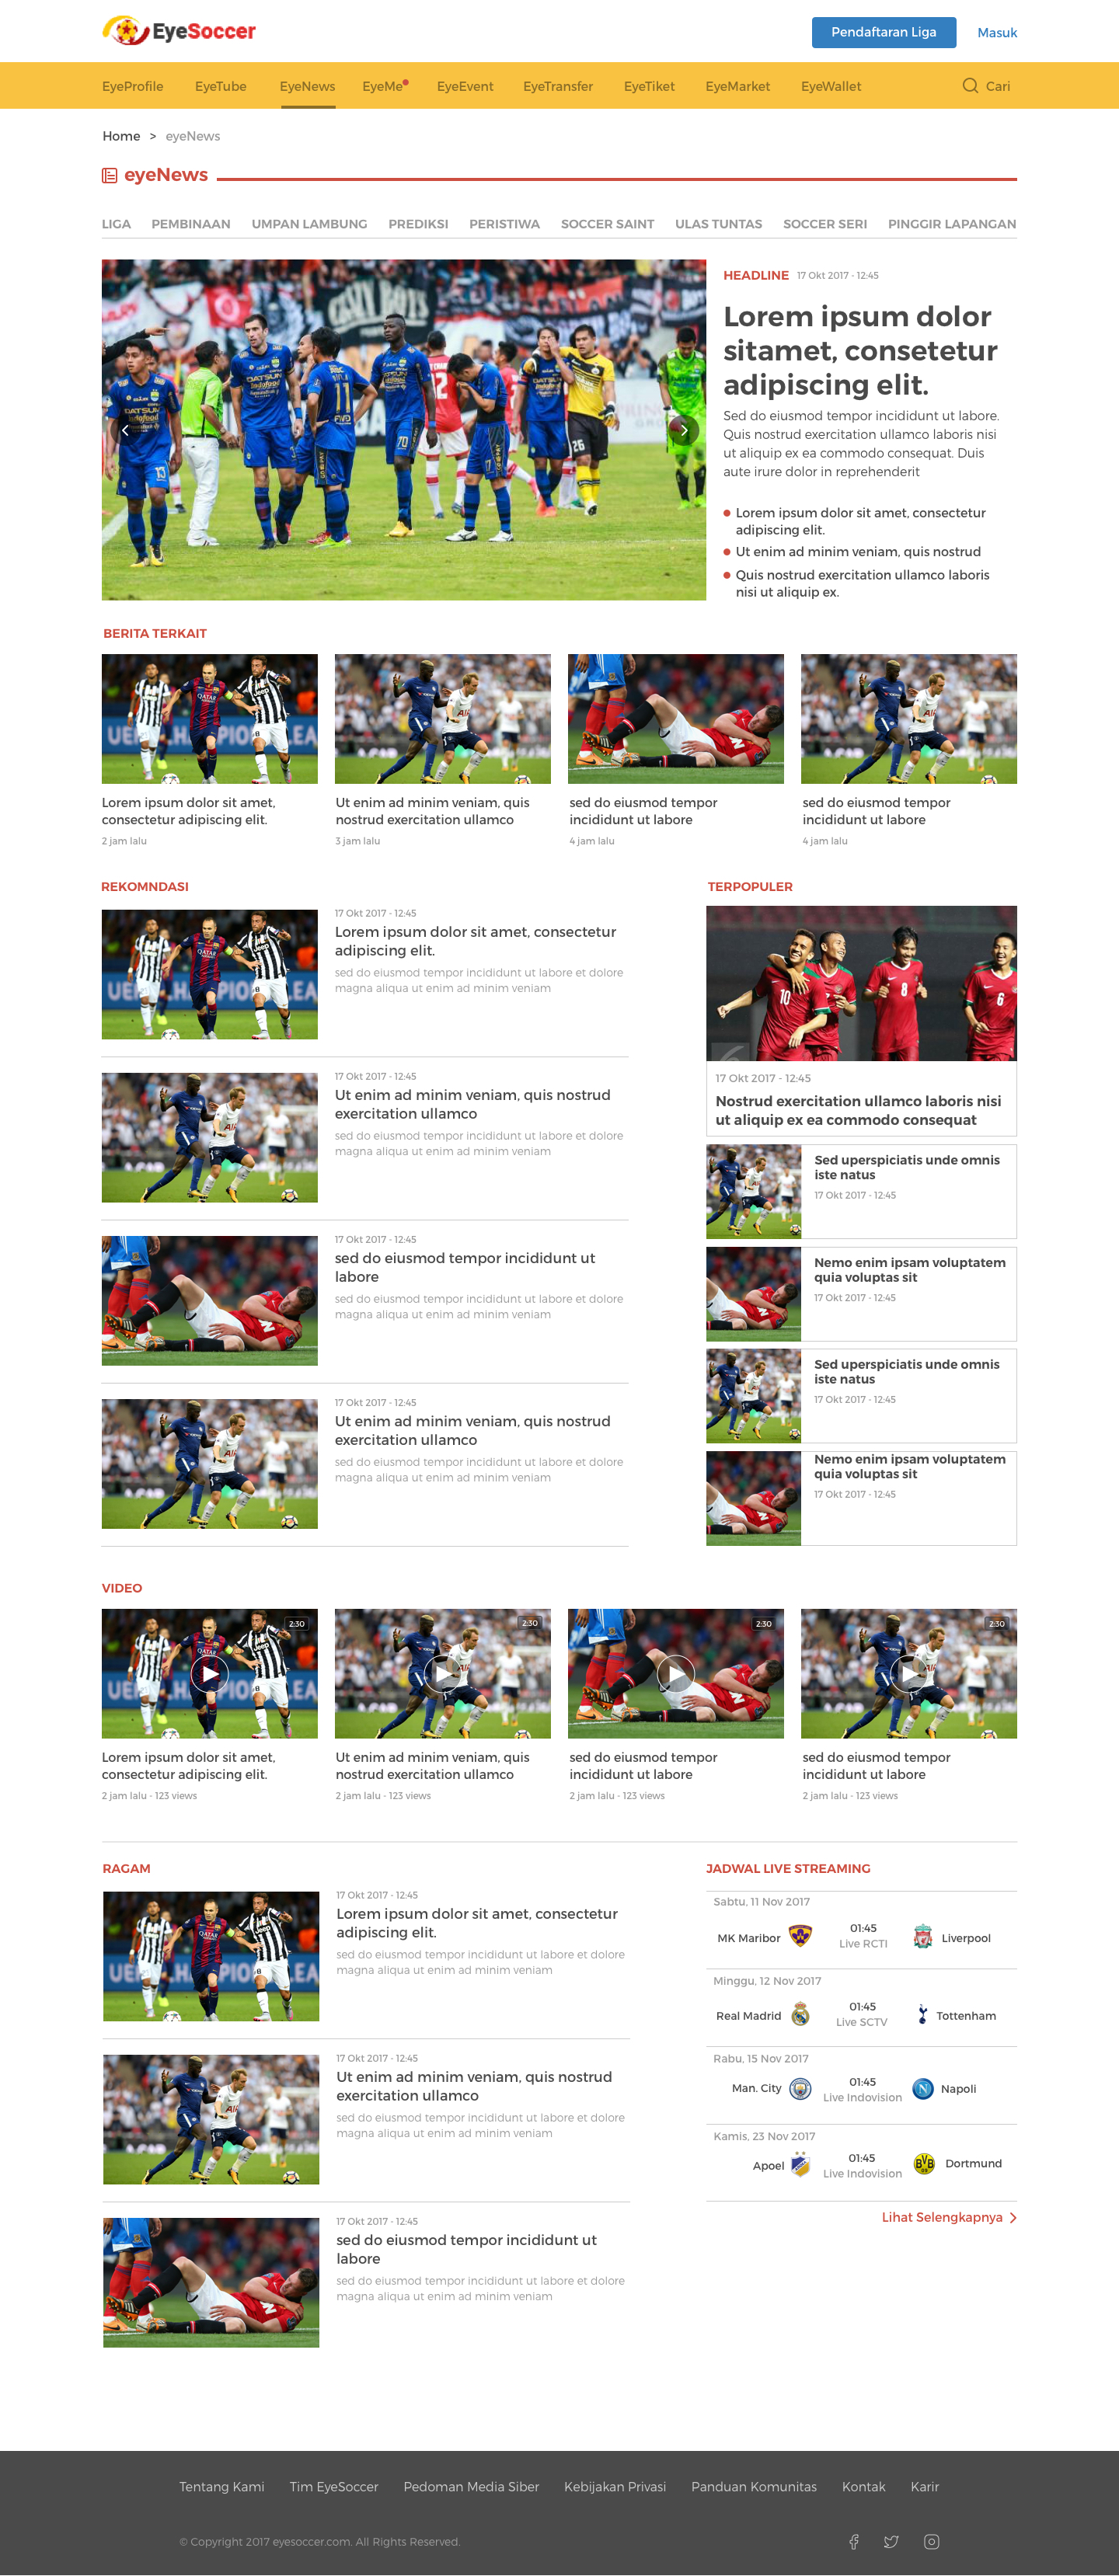 EyeSoccer
Pendaftaran Liga
Masuk
EyeProfile
EyeTube
EyeNews
EyeMe
EyeEvent
EyeTransfer
EyeTiket
EyeMarket
EyeWallet
Cari
Home > eyeNews
eyeNews
LIGA
PEMBINAAN
UMPAN LAMBUNG
PREDIKSI
PERISTIWA
SOCCER SAINT
ULAS TUNTAS
SOCCER SERI
PINGGIR LAPANGAN
HEADLINE 17 Okt 2017 - 12:45
Lorem ipsum dolor
sitamet, consetetur
adipiscing elit.
Sed do eiusmod tempor incididunt ut labore.
Quis nostrud exercitation ullamco laboris nisi
ut aliquip ex ea commodo consequat. Duis
aute irure dolor in reprehenderit
Lorem ipsum dolor sit amet, consectetur
adipiscing elit.
Ut enim ad minim veniam, quis nostrud
Quis nostrud exercitation ullamco laboris
nisi ut aliquip ex.
BERITA TERKAIT
Lorem ipsum dolor sit amet,
consectetur adipiscing elit.
2 jam lalu
Ut enim ad minim veniam, quis
nostrud exercitation ullamco
3 jam lalu
sed do eiusmod tempor
incididunt ut labore
4 jam lalu
sed do eiusmod tempor
incididunt ut labore
4 jam lalu
REKOMNDASI
17 Okt 2017 - 12:45
Lorem ipsum dolor sit amet, consectetur
adipiscing elit.
sed do eiusmod tempor incididunt ut labore et dolore
magna aliqua ut enim ad minim veniam
17 Okt 2017 - 12:45
Ut enim ad minim veniam, quis nostrud
exercitation ullamco
sed do eiusmod tempor incididunt ut labore et dolore
magna aliqua ut enim ad minim veniam
17 Okt 2017 - 12:45
sed do eiusmod tempor incididunt ut
labore
sed do eiusmod tempor incididunt ut labore et dolore
magna aliqua ut enim ad minim veniam
17 Okt 2017 - 12:45
Ut enim ad minim veniam, quis nostrud
exercitation ullamco
sed do eiusmod tempor incididunt ut labore et dolore
magna aliqua ut enim ad minim veniam
TERPOPULER
10
8
6
17 Okt 2017 - 12:45
Nostrud exercitation ullamco laboris nisi
ut aliquip ex ea commodo consequat
Sed uperspiciatis unde omnis
iste natus
17 Okt 2017 - 12:45
Nemo enim ipsam voluptatem
quia voluptas sit
17 Okt 2017 - 12:45
Sed uperspiciatis unde omnis
iste natus
17 Okt 2017 - 12:45
Nemo enim ipsam voluptatem
quia voluptas sit
17 Okt 2017 - 12:45
VIDEO
2:30
2:30
2:30
2:30
Lorem ipsum dolor sit amet,
consectetur adipiscing elit.
2 jam lalu - 123 views
Ut enim ad minim veniam, quis
nostrud exercitation ullamco
2 jam lalu - 123 views
sed do eiusmod tempor
incididunt ut labore
2 jam lalu - 123 views
sed do eiusmod tempor
incididunt ut labore
2 jam lalu - 123 views
RAGAM
17 Okt 2017 - 12:45
Lorem ipsum dolor sit amet, consectetur
adipiscing elit.
sed do eiusmod tempor incididunt ut labore et dolore
magna aliqua ut enim ad minim veniam
17 Okt 2017 - 12:45
Ut enim ad minim veniam, quis nostrud
exercitation ullamco
sed do eiusmod tempor incididunt ut labore et dolore
magna aliqua ut enim ad minim veniam
17 Okt 2017 - 12:45
sed do eiusmod tempor incididunt ut
labore
sed do eiusmod tempor incididunt ut labore et dolore
magna aliqua ut enim ad minim veniam
JADWAL LIVE STREAMING
Sabtu, 11 Nov 2017
MK Maribor 01:45 Liverpool
Live RCTI
Minggu, 12 Nov 2017
Real Madrid 01:45 Tottenham
Live SCTV
Rabu, 15 Nov 2017
Man. City 01:45 Napoli
Live Indovision
Kamis, 23 Nov 2017
Apoel 01:45 Dortmund
Live Indovision
Lihat Selengkapnya
Tentang Kami
Tim EyeSoccer
Pedoman Media Siber
Kebijakan Privasi
Panduan Komunitas
Kontak
Karir
© Copyright 2017 eyesoccer.com. All Rights Reserved.